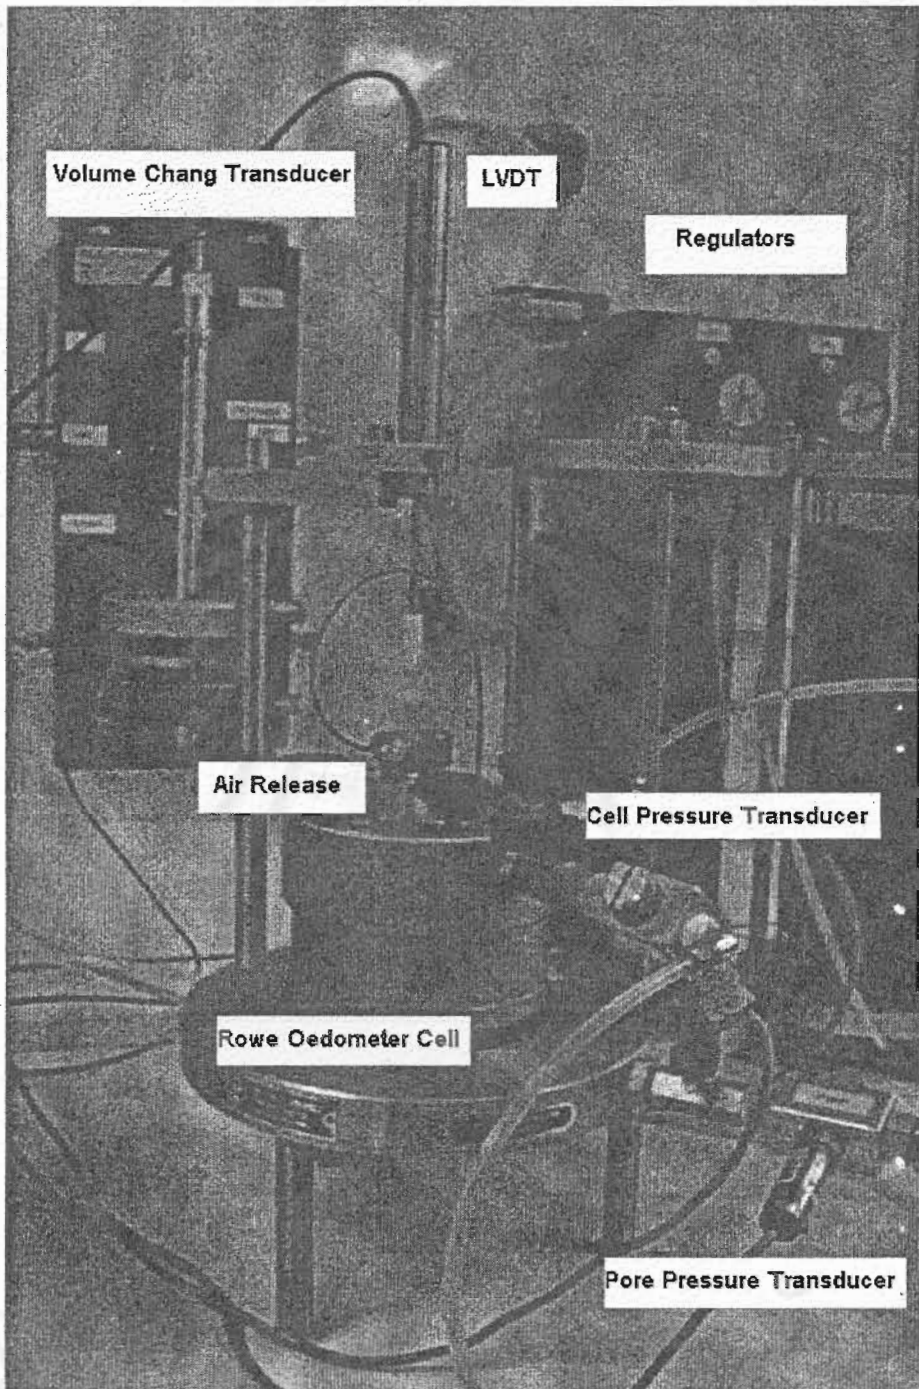 Volume Chang Transducer
LVDT
Regulators
Air Release
Cell Pressure Transducer
Rowe Oedometer Cell
Pore Pressure Transducer